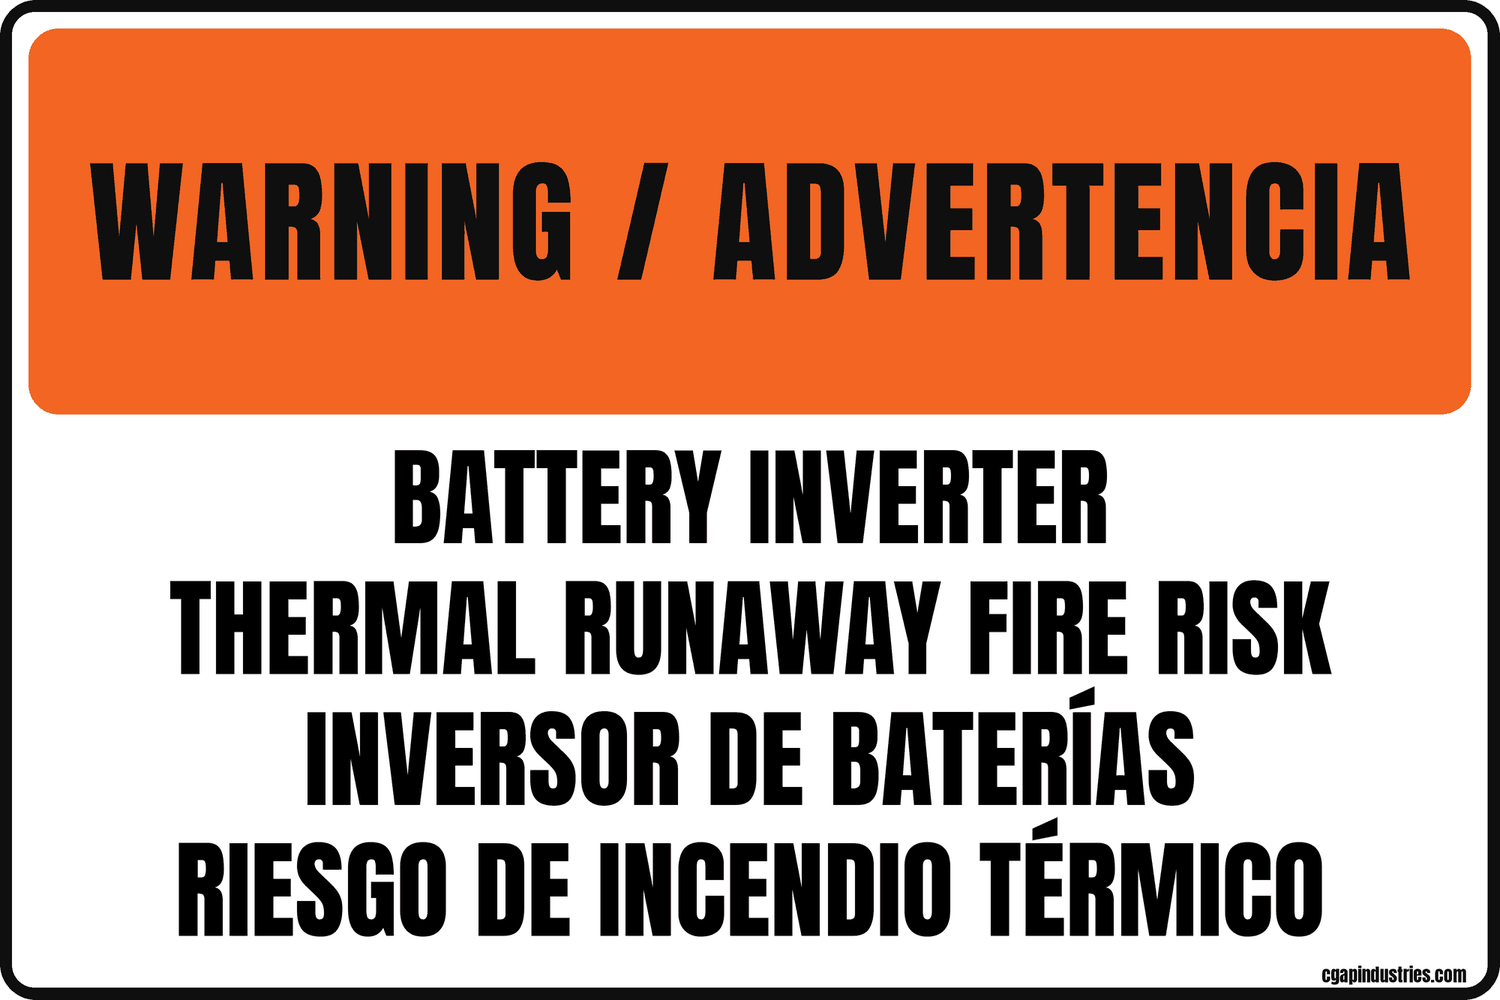 WARNING / ADVERTENCIA
BATTERY INVERTER
THERMAL RUNAWAY FIRE RISK
INVERSOR DE BATERÍAS
RIESGO DE INCENDIO TÉRMICO
cgapindustries.com